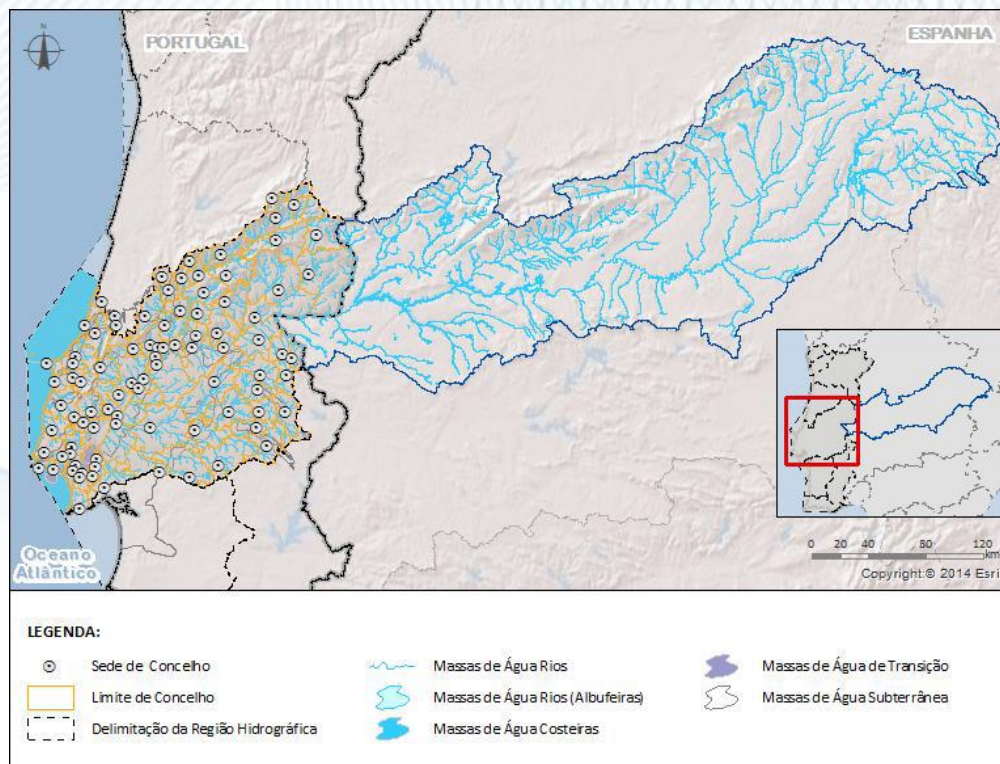 N
PORTUGAL
ESPANHA
Oceano
Atlântico
0 20 40 80 120
km
Copyright:© 2014 Esri
LEGENDA:
Sede de Concelho
Limite de Concelho
Delimitação da Região Hidrográfica
Massas de Água Rios
Massas de Água Rios (Albufeiras)
Massas de Água Costeiras
Massas de Água de Transição
Massas de Água Subterrânea